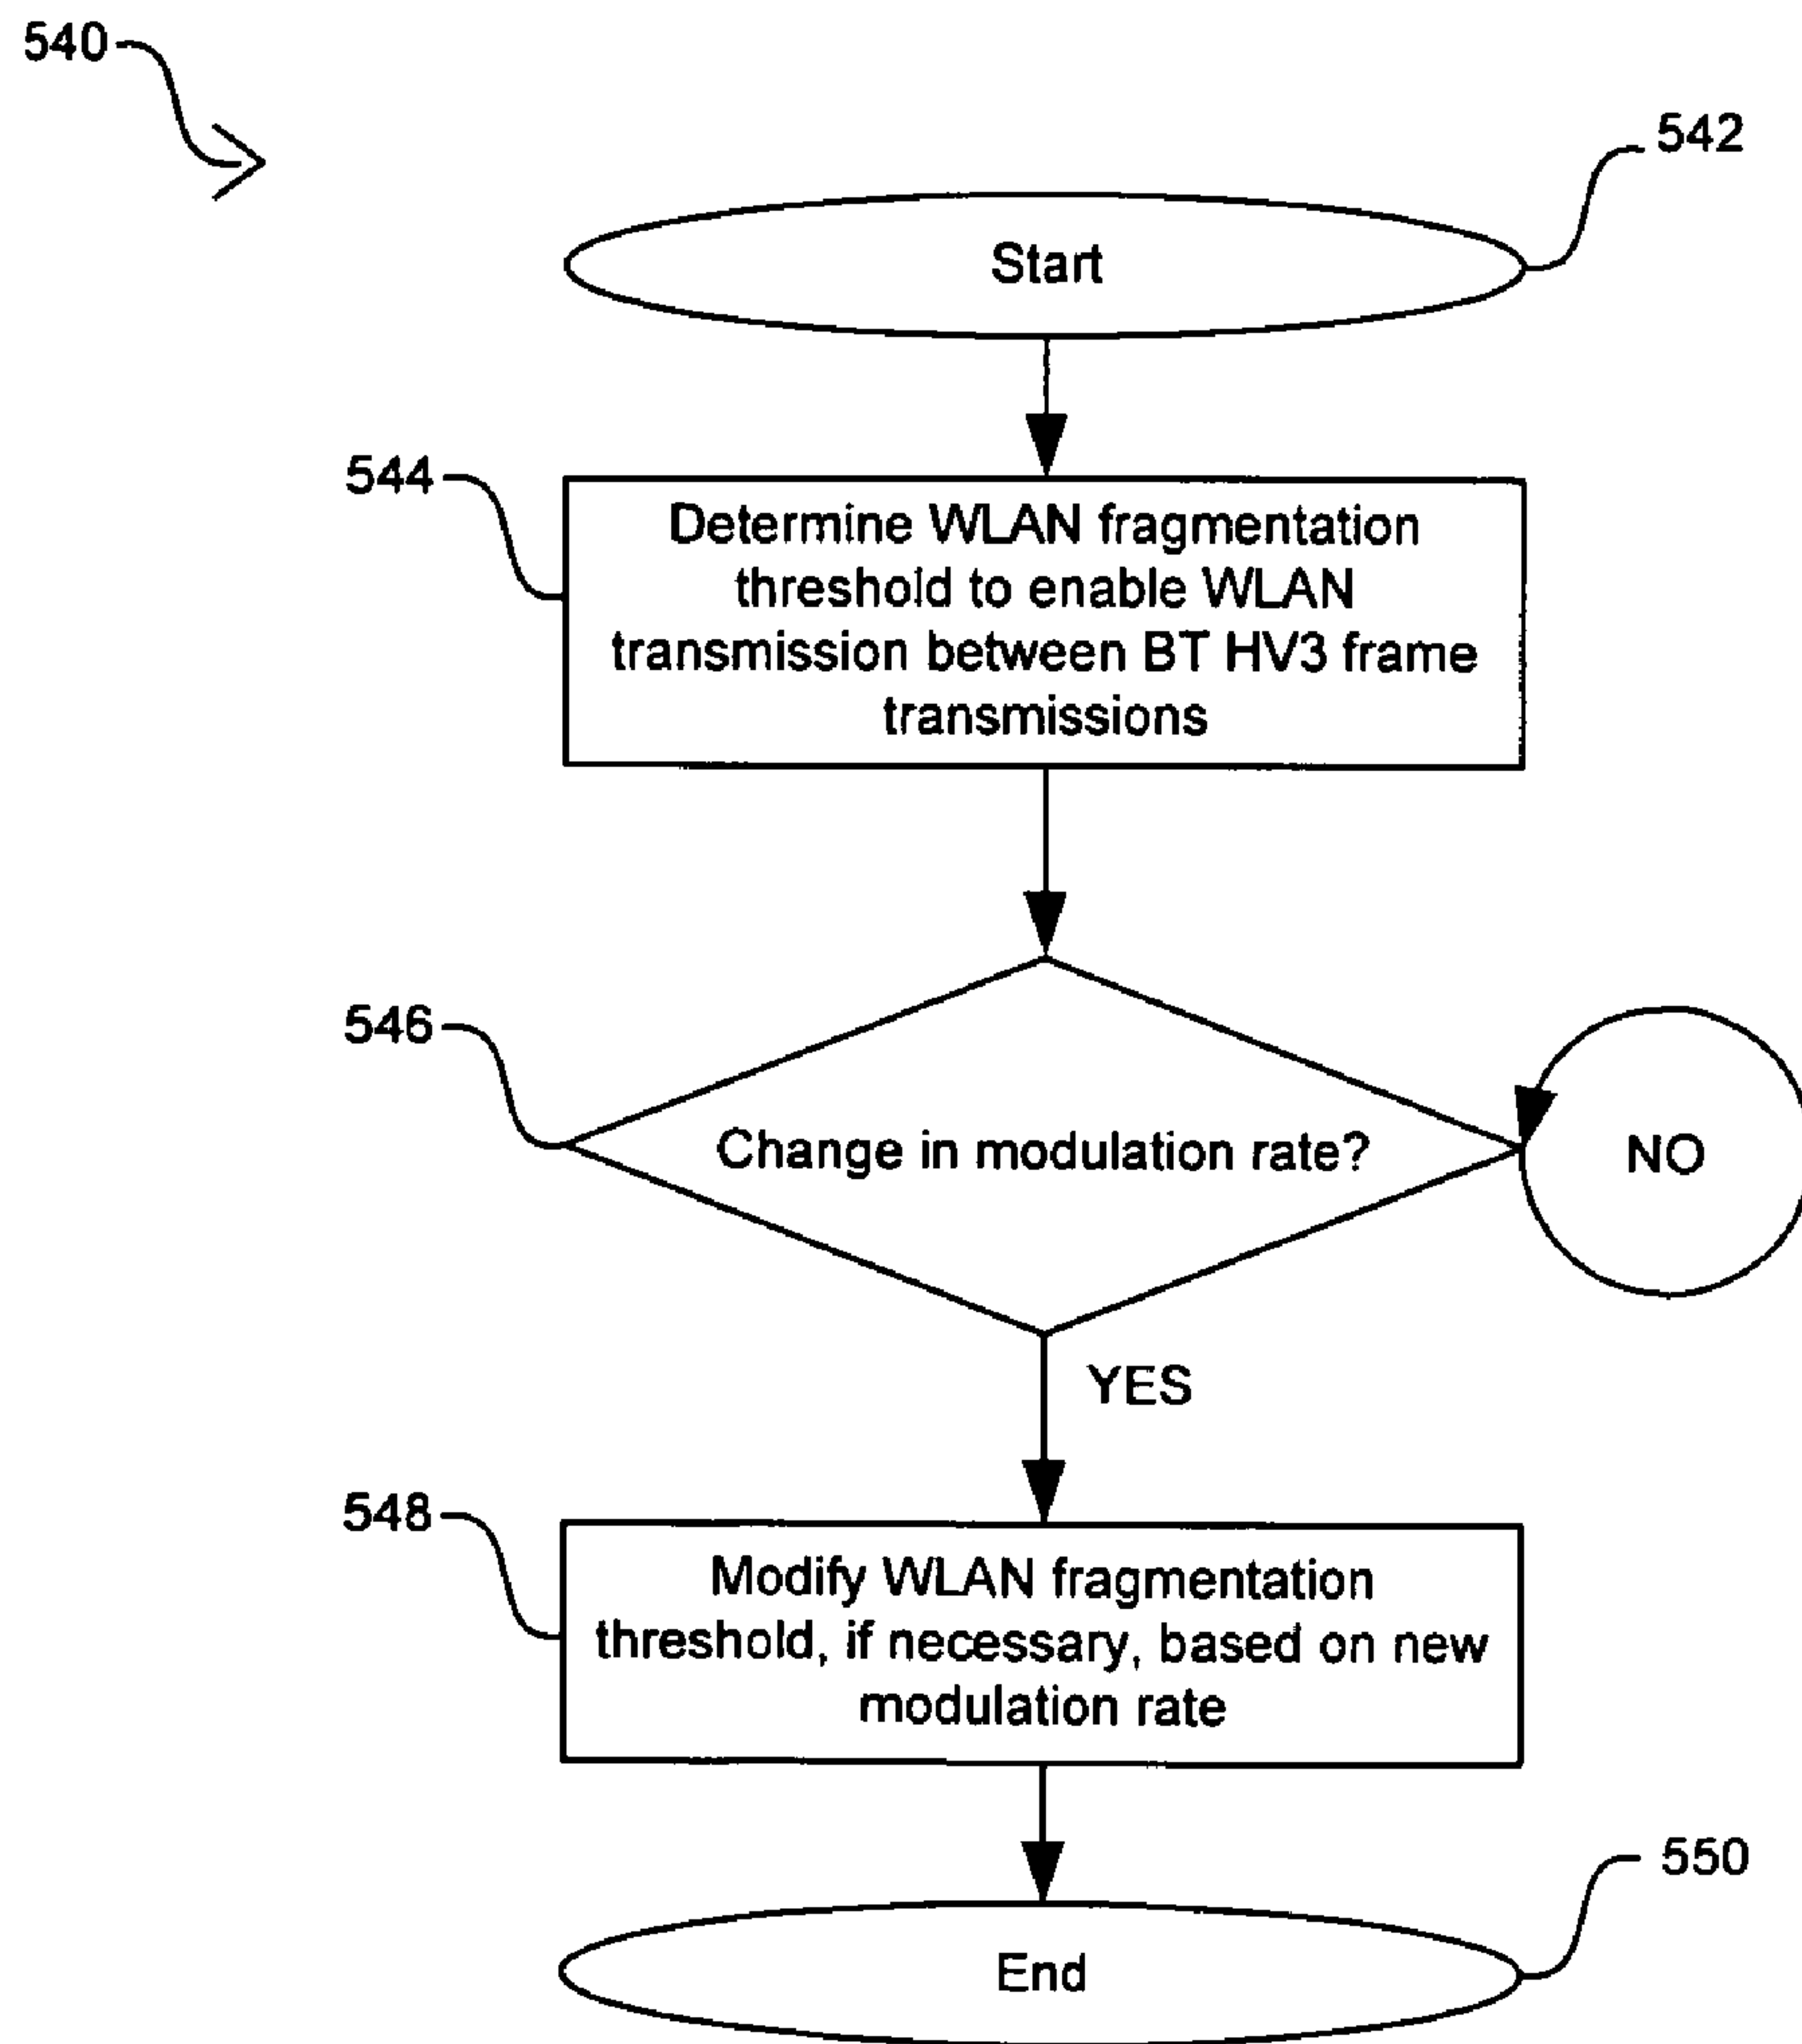 540
542
Start
544
Determine WLAN fragmentation
threshold to enable WLAN
transmission between BT HV3 frame
transmissions
546
Change in modulation rate?
NO
YES
548
Modify WLAN fragmentation
threshold, if necessary, based on new
modulation rate
550
End